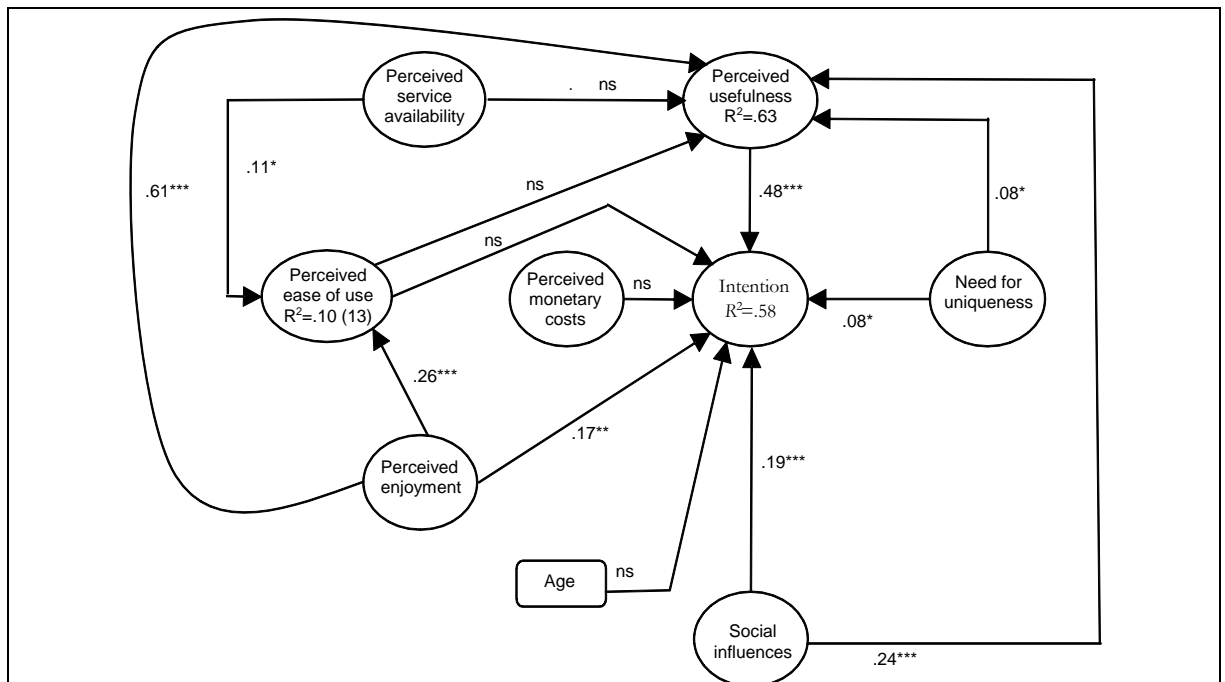 Perceived
service
availability
. ns
Perceived
usefulness
R²=.63
.61***
.11*
ns
.48***
.08*
ns
Perceived
ease of use
R²=.10 (13)
Perceived
monetary
costs
ns
Intention
R²=.58
.08*
Need for
uniqueness
.26***
.17**
Perceived
enjoyment
.19***
Age
ns
Social
influences
.24***